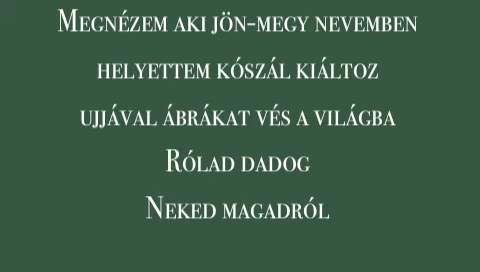 Megnézem aki jön-megy nevemben
helyettem kószál kiáltoz
ujjával ábrákat vés a világba
Rólad dadog
Neked magadról